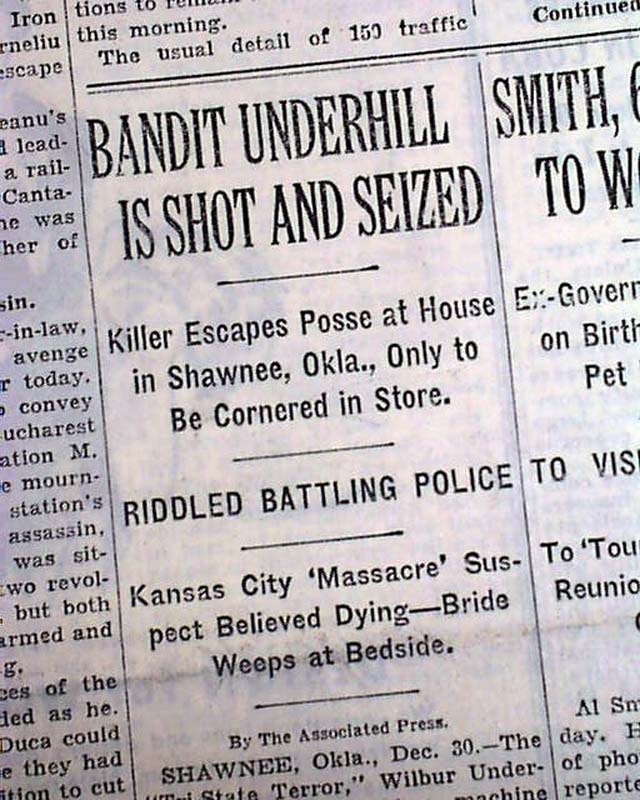 Iron
rneliu
escape
eanu's
d lead-
a rail-
Canta-
he was
her of
sin.
r-in-law,
avenge
r today.
convey
ucharest
ation M.
e mourn-
station's
assassin,
was sit-
two revol-
but both
armed and
g.
ces of the
ded as he.
Duca could
e they had
ition to cut
tions to
this morning.
The usual detail of 150 traffic
BANDIT UNDERHILL
IS SHOT AND SEIZED
Killer Escapes Posse at House
in Shawnee, Okla., Only to
Be Cornered in Store.
RIDDLED BATTLING POLICE
Kansas City 'Massacre' Sus-
pect Believed Dying—Bride
Weeps at Bedside.
By The Associated Press.
SHAWNEE, Okla., Dec. 30.—The
"Tri-State Terror," Wilbur Under-
machine
Continued
SMITH, 6
TO W
Ex-Govern
on Birth
Pet
TO VISI
To 'Tou
Reunio
Al Sm
day. H
of pho
reporte